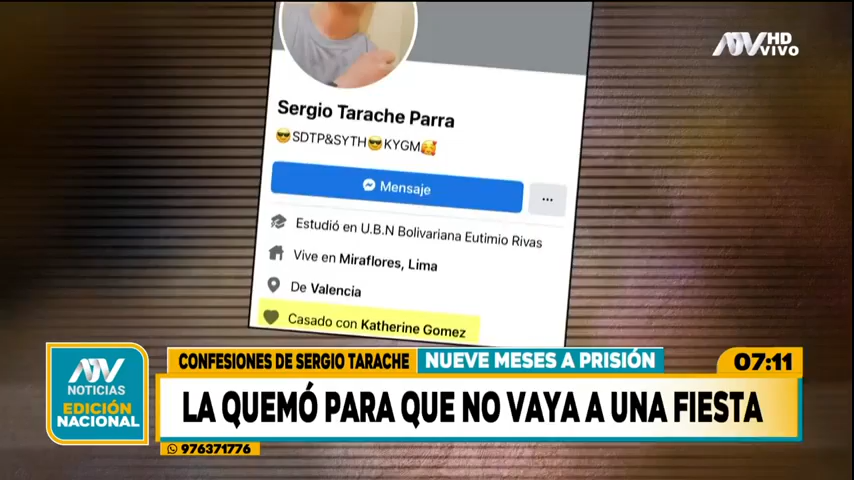 ATV HD
VIVO
Sergio Tarache Parra
😎SDTP&SYTH😎KYGM🥰
Mensaje
...
Estudió en U.B.N Bolivariana Eutimio Rivas
Vive en Miraflores, Lima
De Valencia
Casado con Katherine Gomez
CONFESIONES DE SERGIO TARACHE
NUEVE MESES A PRISIÓN
07:11
ATV
NOTICIAS
EDICIÓN
NACIONAL
LA QUEMÓ PARA QUE NO VAYA A UNA FIESTA
976371776